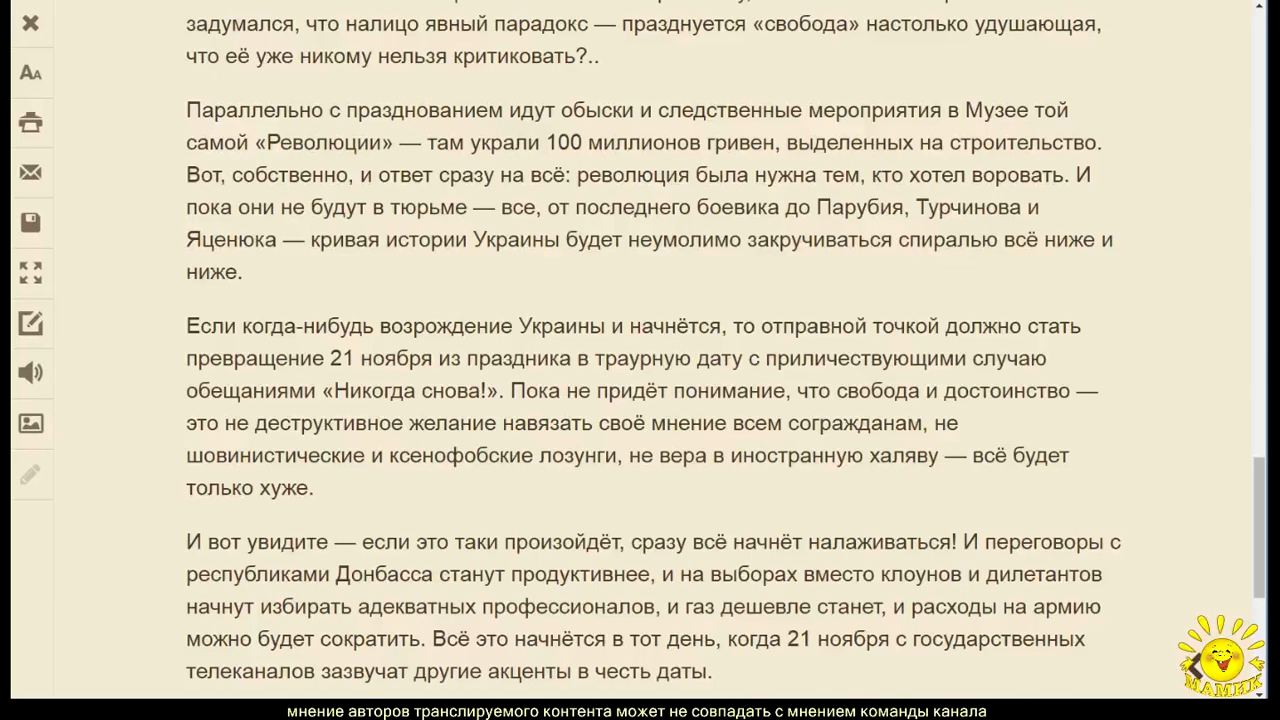 задумался, что налицо явный парадокс — празднуется «свобода» настолько удушающая,
что её уже никому нельзя критиковать?..
Параллельно с празднованием идут обыски и следственные мероприятия в Музее той
самой «Революции» — там украли 100 миллионов гривен, выделенных на строительство.
Вот, собственно, и ответ сразу на всё: революция была нужна тем, кто хотел воровать. И
пока они не будут в тюрьме — все, от последнего боевика до Парубия, Турчинова и
Яценюка — кривая истории Украины будет неумолимо закручиваться спиралью всё ниже и
ниже.
Если когда-нибудь возрождение Украины и начнётся, то отправной точкой должно стать
превращение 21 ноября из праздника в траурную дату с приличествующими случаю
обещаниями «Никогда снова!». Пока не придёт понимание, что свобода и достоинство —
это не деструктивное желание навязать своё мнение всем согражданам, не
шовинистические и ксенофобские лозунги, не вера в иностранную халяву — всё будет
только хуже.
И вот увидите — если это таки произойдёт, сразу всё начнёт налаживаться! И переговоры с
республиками Донбасса станут продуктивнее, и на выборах вместо клоунов и дилетантов
начнут избирать адекватных профессионалов, и газ дешевле станет, и расходы на армию
можно будет сократить. Всё это начнётся в тот день, когда 21 ноября с государственных
телеканалов зазвучат другие акценты в честь даты.
МАМИК
мнение авторов транслируемого контента может не совпадать с мнением команды канала